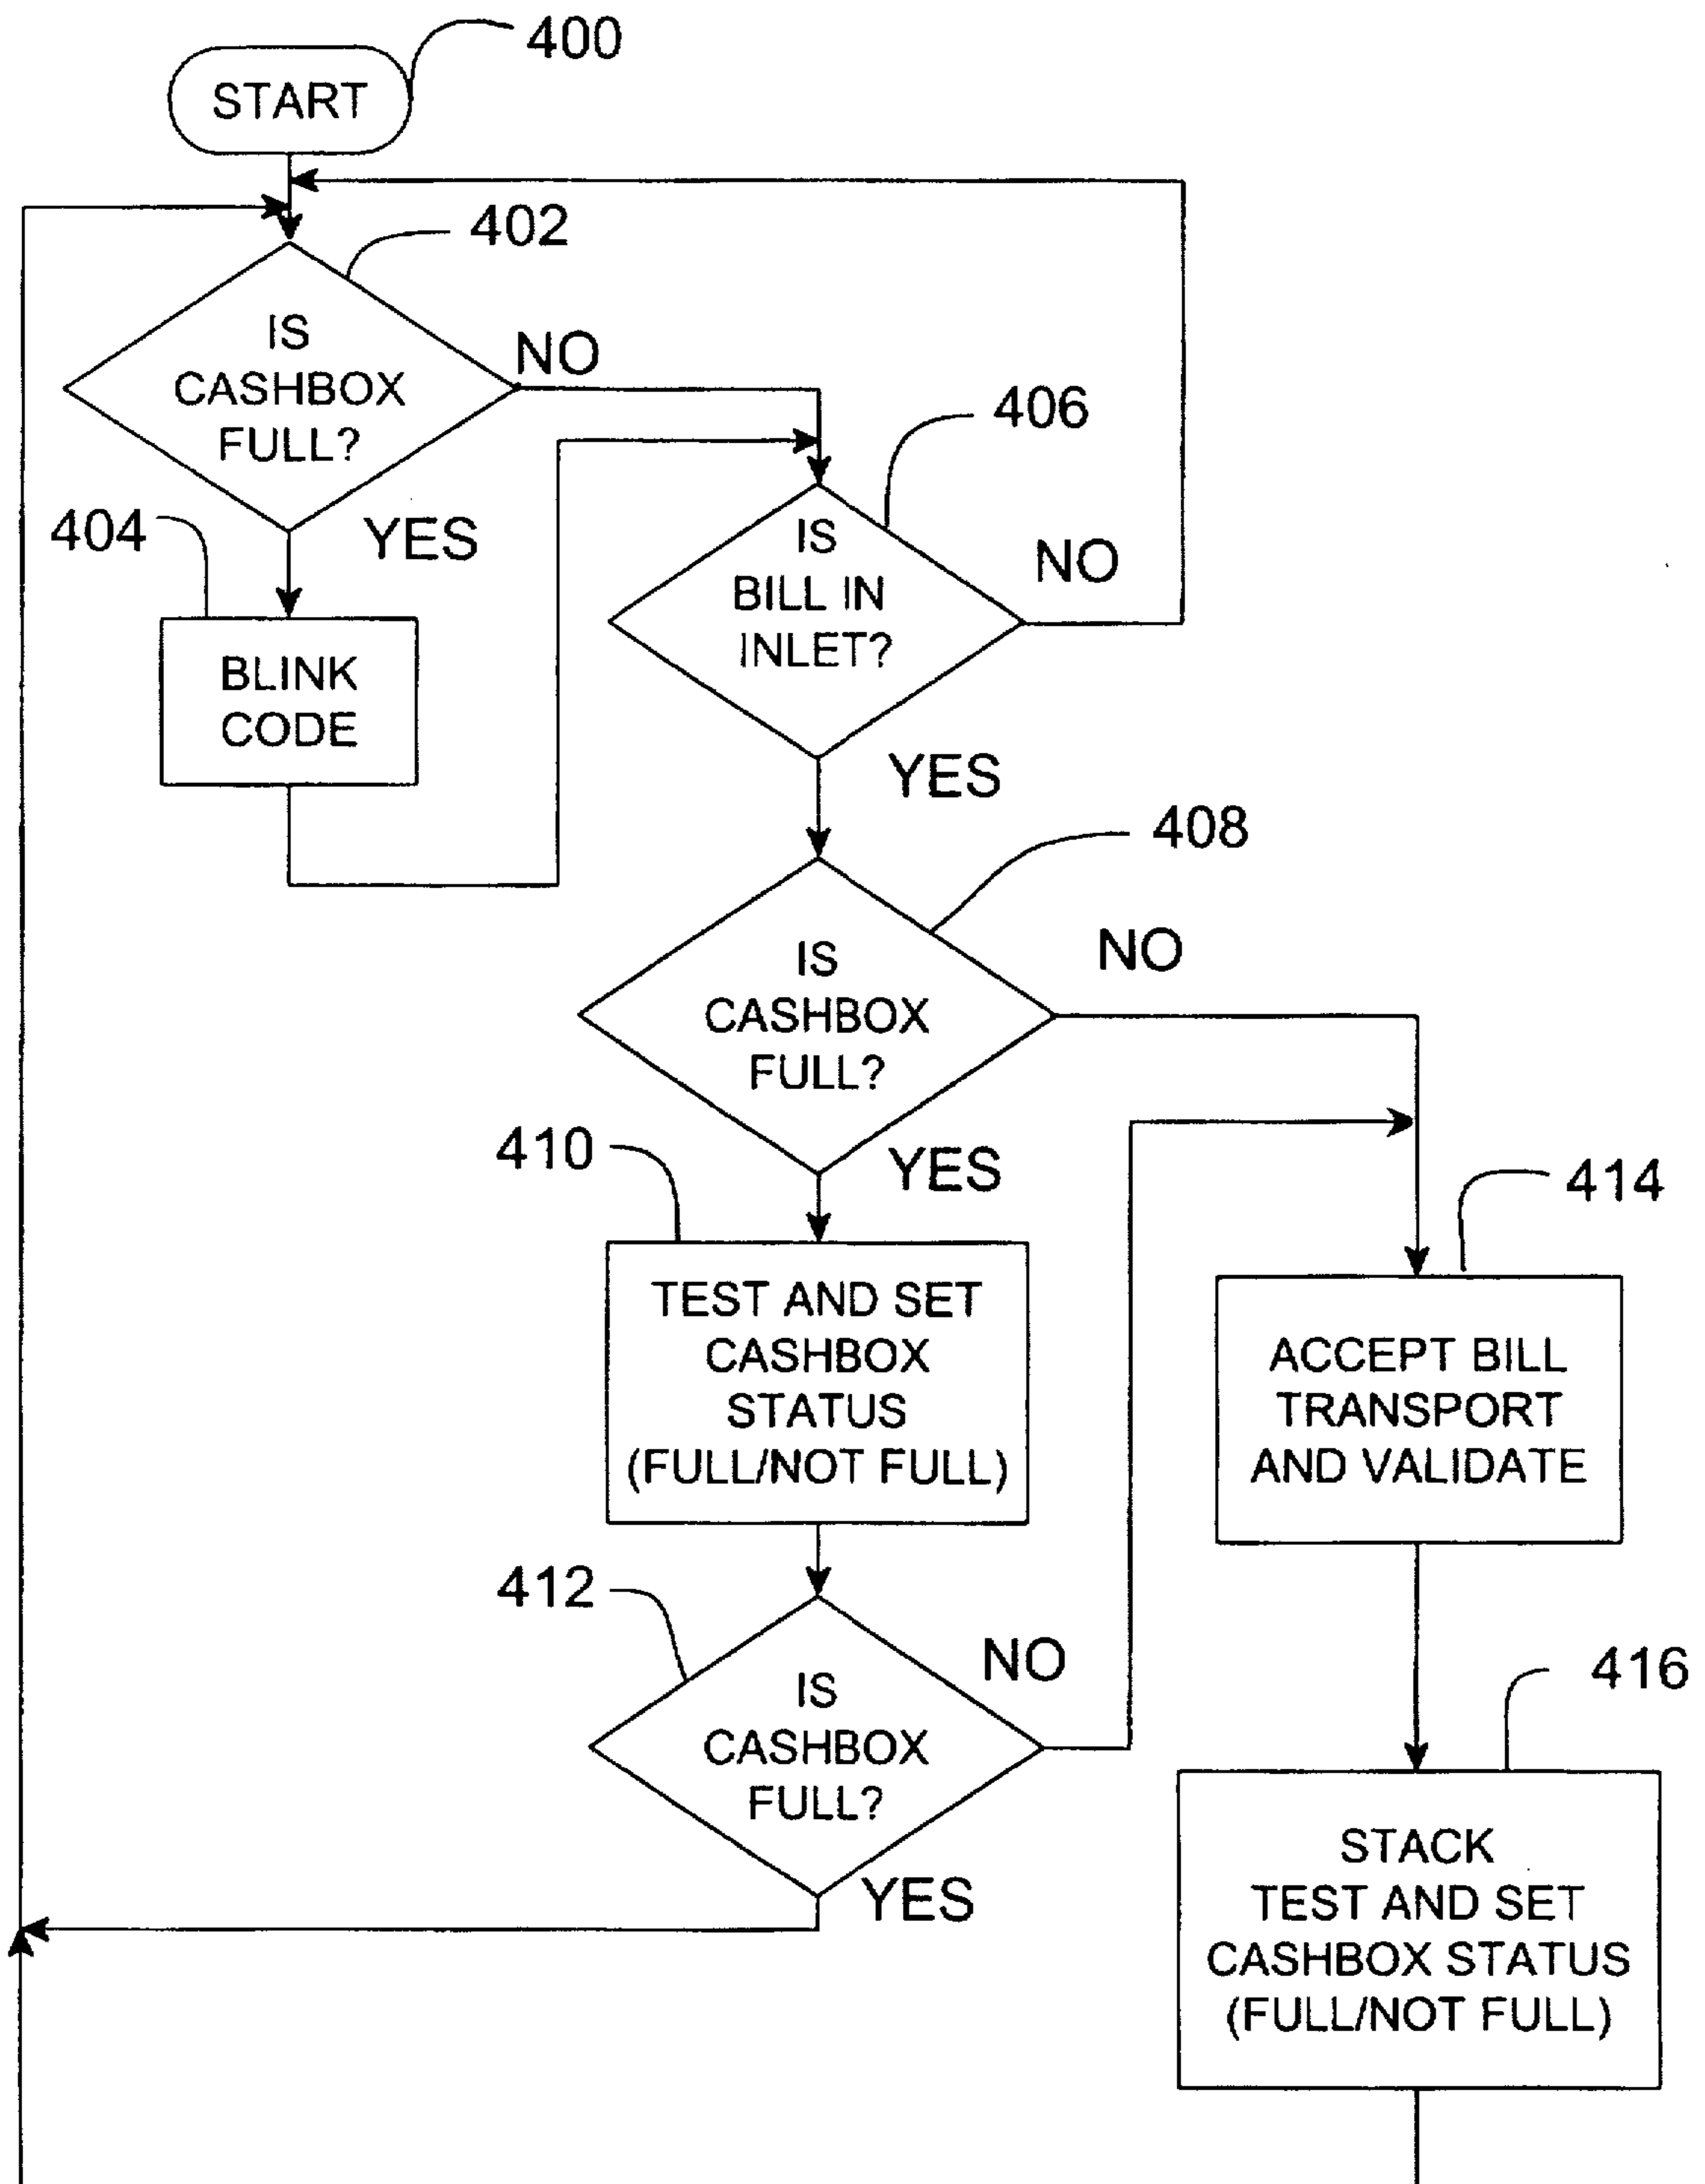 400
START
402
IS
CASHBOX
FULL?
NO
406
404
YES
IS
BILL IN
INLET?
NO
BLINK
CODE
YES
408
IS
CASHBOX
FULL?
NO
410
YES
414
TEST AND SET
CASHBOX
STATUS
(FULL/NOT FULL)
ACCEPT BILL
TRANSPORT
AND VALIDATE
412
NO
416
IS
CASHBOX
FULL?
YES
STACK
TEST AND SET
CASHBOX STATUS
(FULL/NOT FULL)